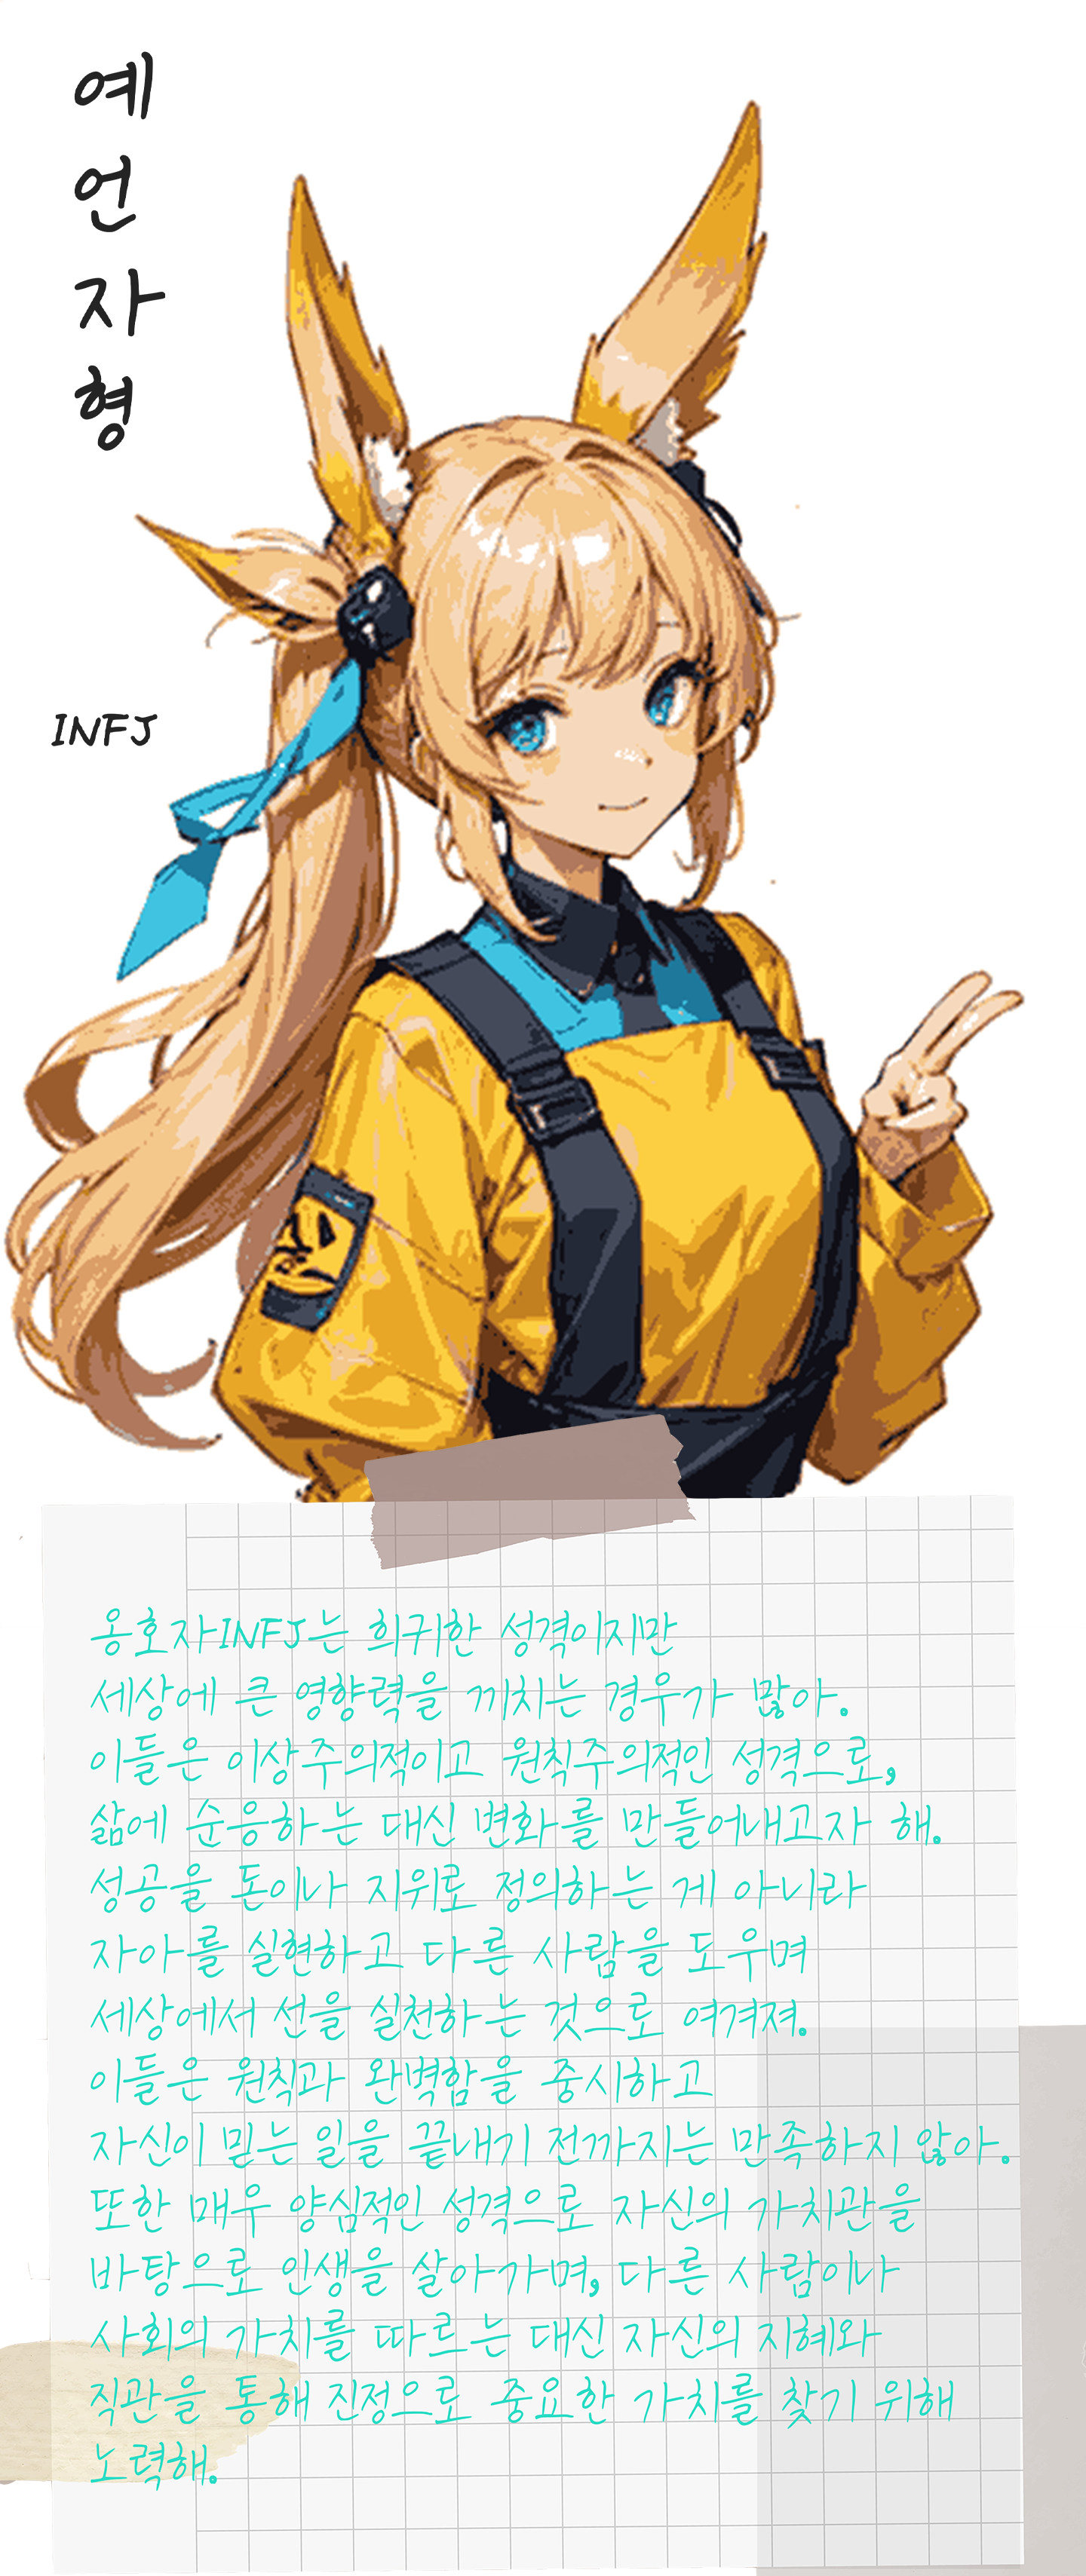 예언자형
INFJ
옹호자INFJ는 희귀한 성격이지만
세상에 큰 영향력을 끼치는 경우가 많아.
이들은 이상주의적이고 원칙주의적인 성격으로,
삶에 순응하는 대신 변화를 만들어내고자 해.
성공을 돈이나 지위로 정의하는 게 아니라
자아를 실현하고 다른 사람을 도우며
세상에서 선을 실천하는 것으로 여겨져.
이들은 원칙과 완벽함을 중시하고
자신이 믿는 일을 끝내기 전까지는 만족하지 않아.
또한 매우 양심적인 성격으로 자신의 가치관을
바탕으로 인생을 살아가며, 다른 사람이나
사회의 가치를 따르는 대신 자신의 지혜와
직관을 통해 진정으로 중요한 가치를 찾기 위해
노력해.